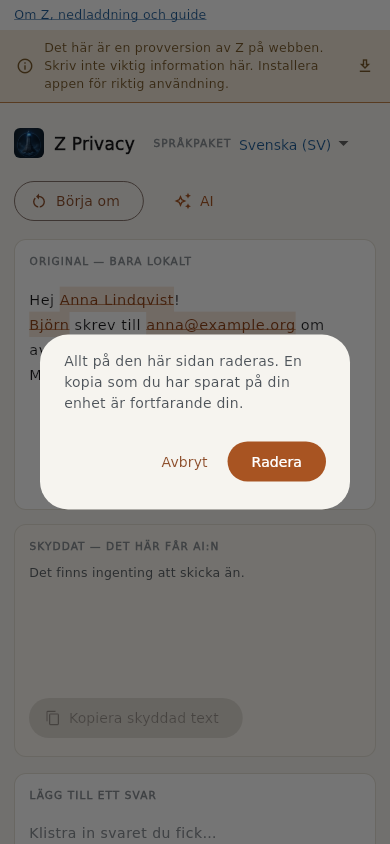 Om Z, nedladdning och guide
Det här är en provversion av Z på webben.
Skriv inte viktig information här. Installera
appen för riktig användning.
Z Privacy
SPRÅKPAKET
Svenska (SV)
Börja om
AI
ORIGINAL — BARA LOKALT
Hej Anna Lindqvist!
Björn skrev till anna@example.org om
Allt på den här sidan raderas. En
kopia som du har sparat på din
enhet är fortfarande din.
Avbryt
Radera
SKYDDAT — DET HÄR FÅR AI:N
Det finns ingenting att skicka än.
Kopiera skyddad text
LÄGG TILL ETT SVAR
Klistra in svaret du fick…